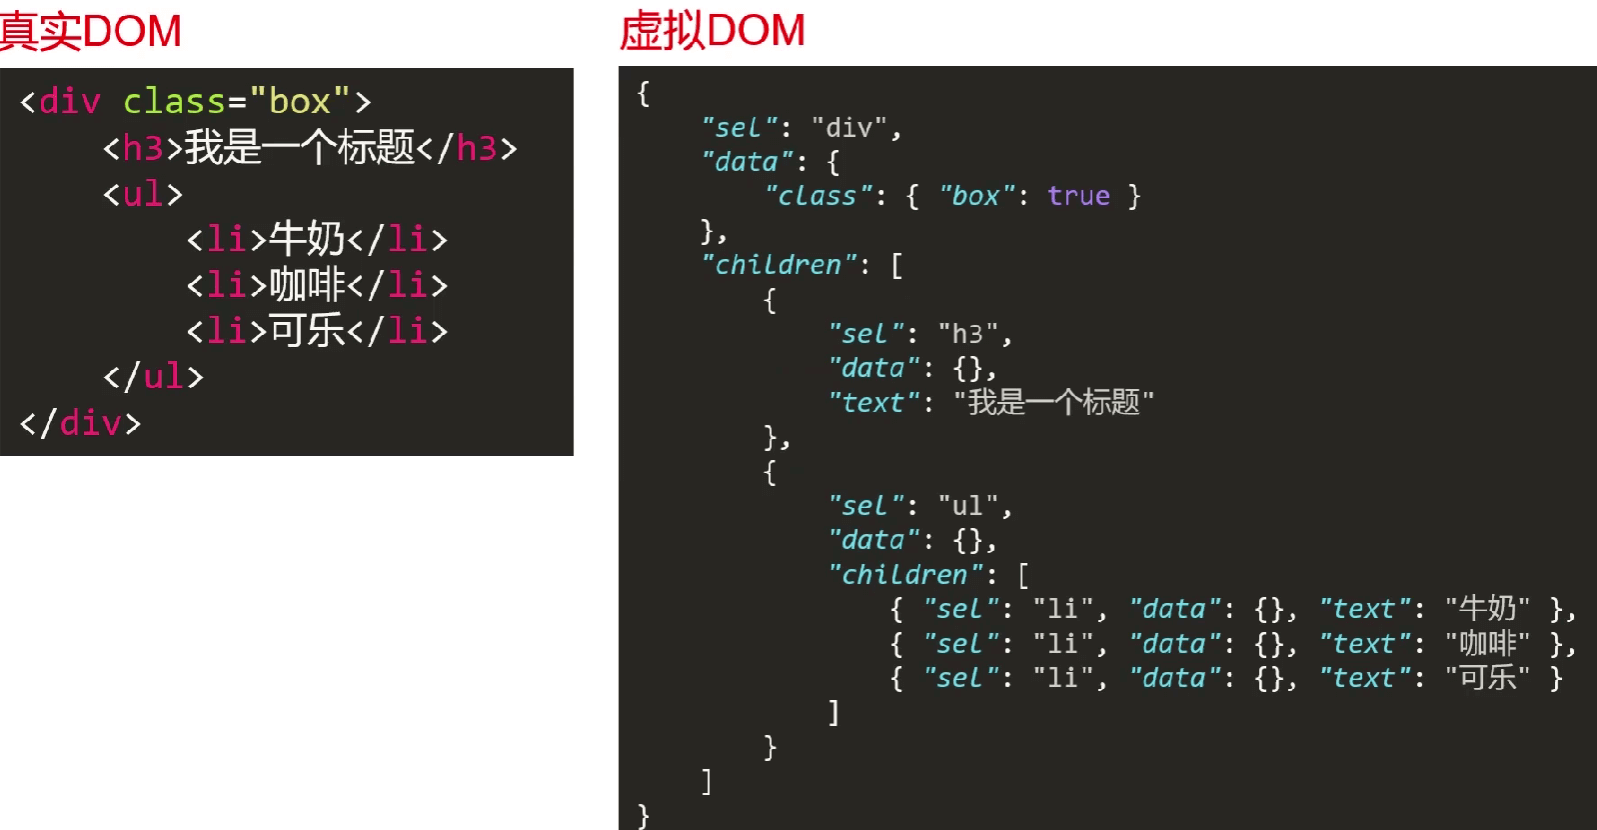 真实DOM
<div class="box">
    <h3>我是一个标题</h3>
    <ul>
        <li>牛奶</li>
        <li>咖啡</li>
        <li>可乐</li>
    </ul>
</div>
虚拟DOM
{
    "sel": "div",
    "data": {
        "class": { "box": true }
    },
    "children": [
        {
            "sel": "h3",
            "data": {},
            "text": "我是一个标题"
        },
        {
            "sel": "ul",
            "data": {},
            "children": [
                { "sel": "li", "data": {}, "text": "牛奶" },
                { "sel": "li", "data": {}, "text": "咖啡" },
                { "sel": "li", "data": {}, "text": "可乐" }
            ]
        }
    ]
}